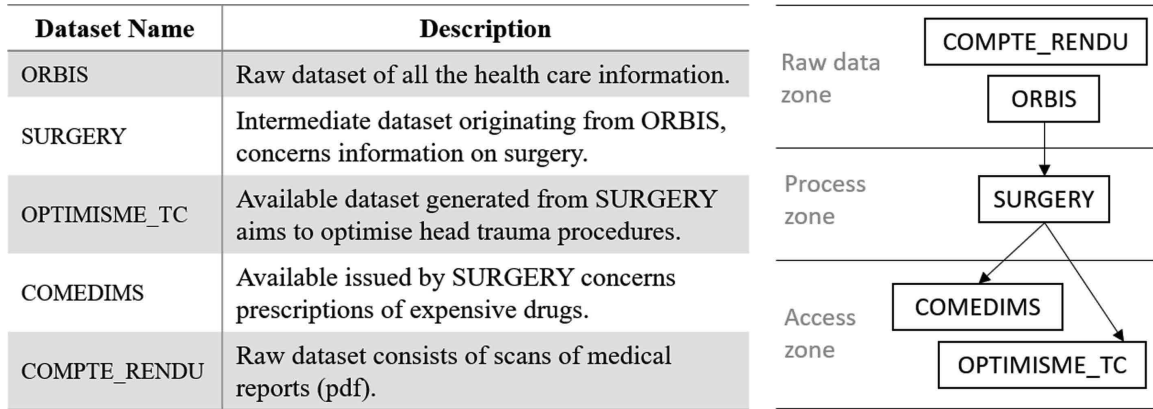 Dataset Name Description
ORBIS Raw dataset of all the health care information.
SURGERY Intermediate dataset originating from ORBIS,
concerns information on surgery.
OPTIMISME_TC Available dataset generated from SURGERY
aims to optimise head trauma procedures.
COMEDIMS Available issued by SURGERY concerns
prescriptions of expensive drugs.
COMPTE_RENDU Raw dataset consists of scans of medical
reports (pdf).
Raw data
zone
COMPTE_RENDU
ORBIS
Process
zone
SURGERY
Access
zone
COMEDIMS
OPTIMISME_TC